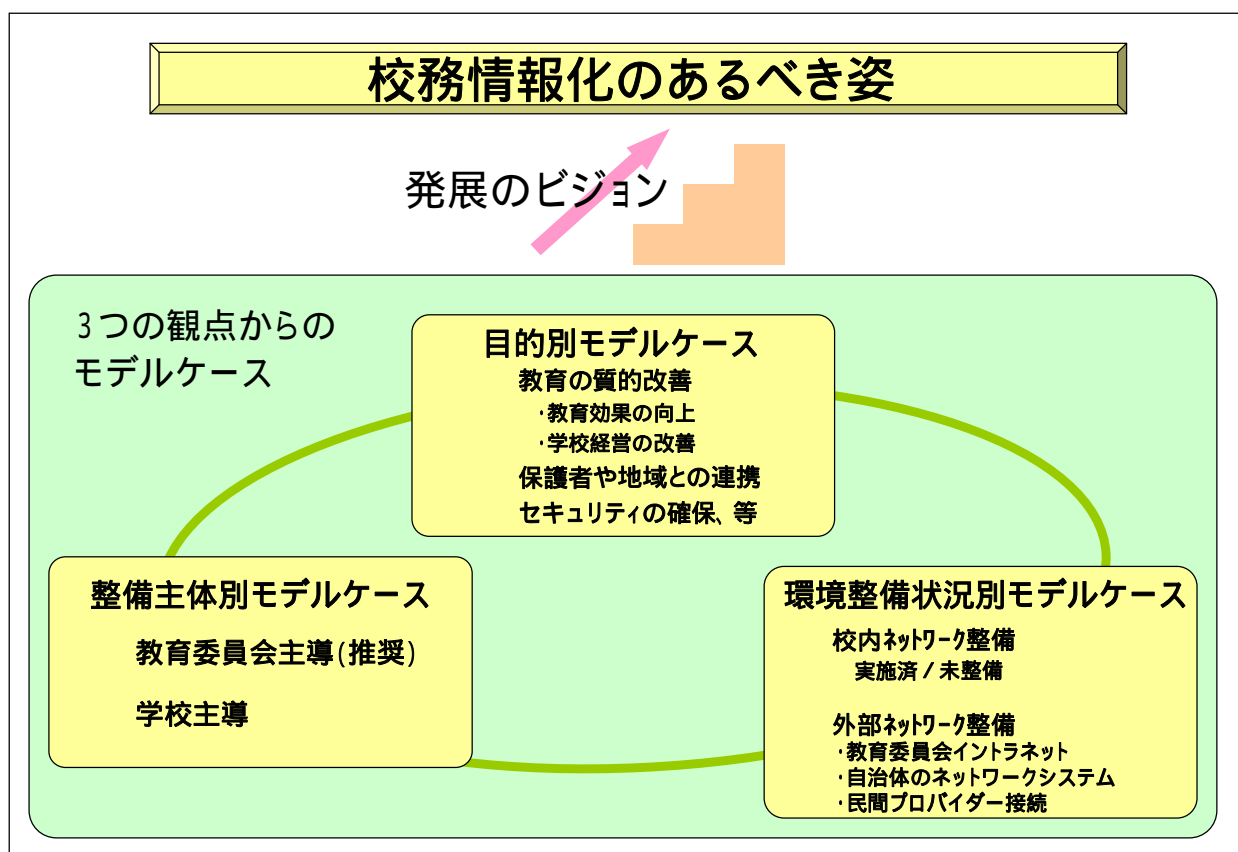 校務情報化のあるべき姿
発展のビジョン
3つの観点からの
モデルケース
目的別モデルケース
教育の質的改善
・教育効果の向上
・学校経営の改善
保護者や地域との連携
セキュリティの確保、等
整備主体別モデルケース
教育委員会主導(推奨)
学校主導
環境整備状況別モデルケース
校内ネットワーク整備
実施済/未整備
外部ネットワーク整備
・教育委員会イントラネット
・自治体のネットワークシステム
・民間プロバイダー接続